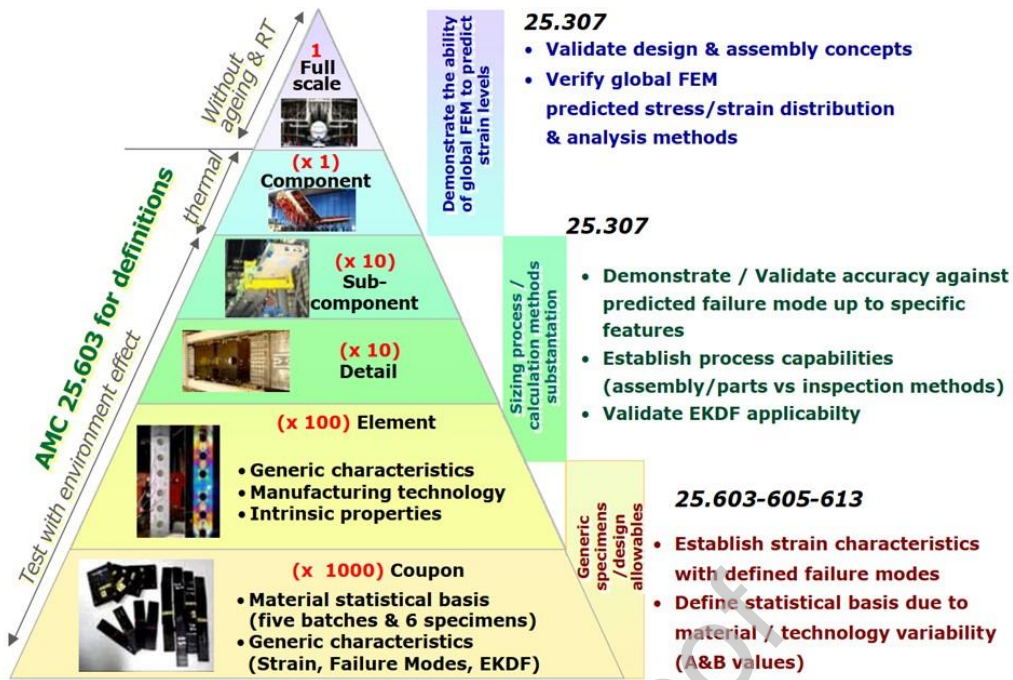 Without
ageing & RT
thermal
AMC 25.603 for definitions
Test with environment effect
1
Full
scale
(x 1)
Component
(x 10)
Sub-
component
(x 10)
Detail
(x 100) Element
• Generic characteristics
• Manufacturing technology
• Intrinsic properties
(x 1000) Coupon
• Material statistical basis
(five batches & 6 specimens)
• Generic characteristics
(Strain, Failure Modes, EKDF)
Demonstrate the ability
of global FEM to predict
strain levels
25.307
• Validate design & assembly concepts
• Verify global FEM
predicted stress/strain distribution
& analysis methods
Sizing process /
calculation methods
substantation
25.307
• Demonstrate / Validate accuracy against
predicted failure mode up to specific
features
• Establish process capabilities
(assembly/parts vs inspection methods)
• Validate EKDF applicabilty
Generic
specimens
/design
allowables
25.603-605-613
• Establish strain characteristics
with defined failure modes
• Define statistical basis due to
material / technology variability
(A&B values)